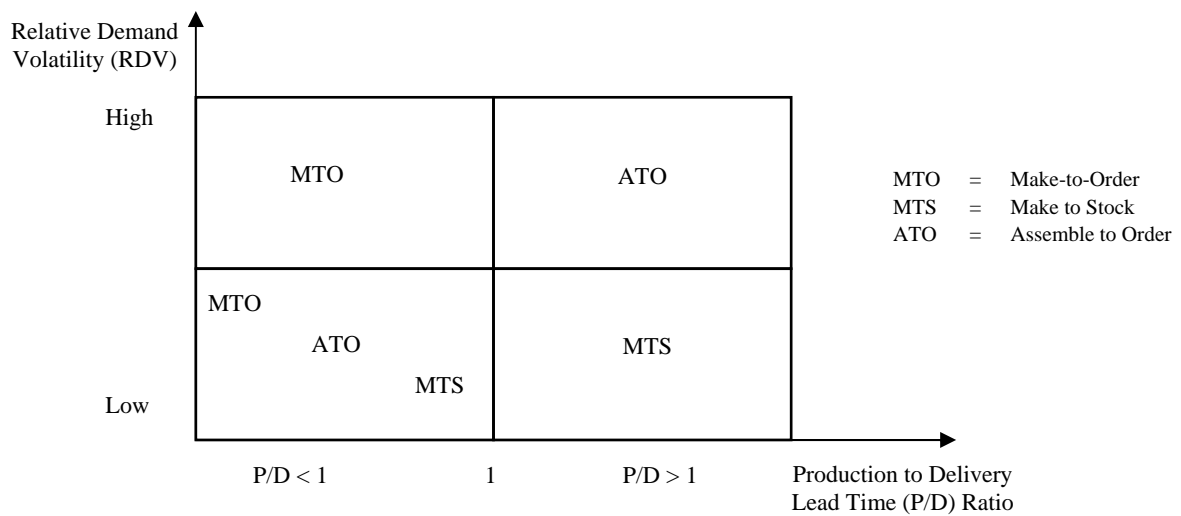 Relative Demand
Volatility (RDV)
High
MTO
ATO
MTO = Make-to-Order
MTS = Make to Stock
ATO = Assemble to Order
MTO
ATO
MTS
MTS
Low
P/D < 1
1
P/D > 1
Production to Delivery
Lead Time (P/D) Ratio